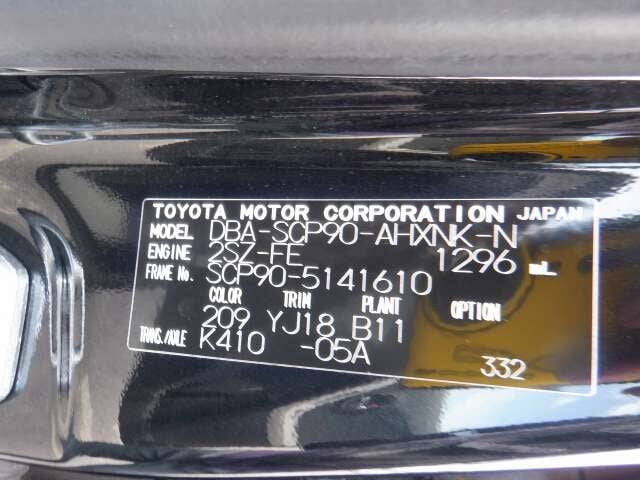 TOYOTA MOTOR CORPORATION JAPAN
MODEL DBA-SCP90-AHXNK-N
ENGINE 2SZ-FE 1296 mL
FRAME No. SCP90-5141610
COLOR TRIM PLANT OPTION
209 YJ18 B11
TRANS./AXLE K410 -05A
332